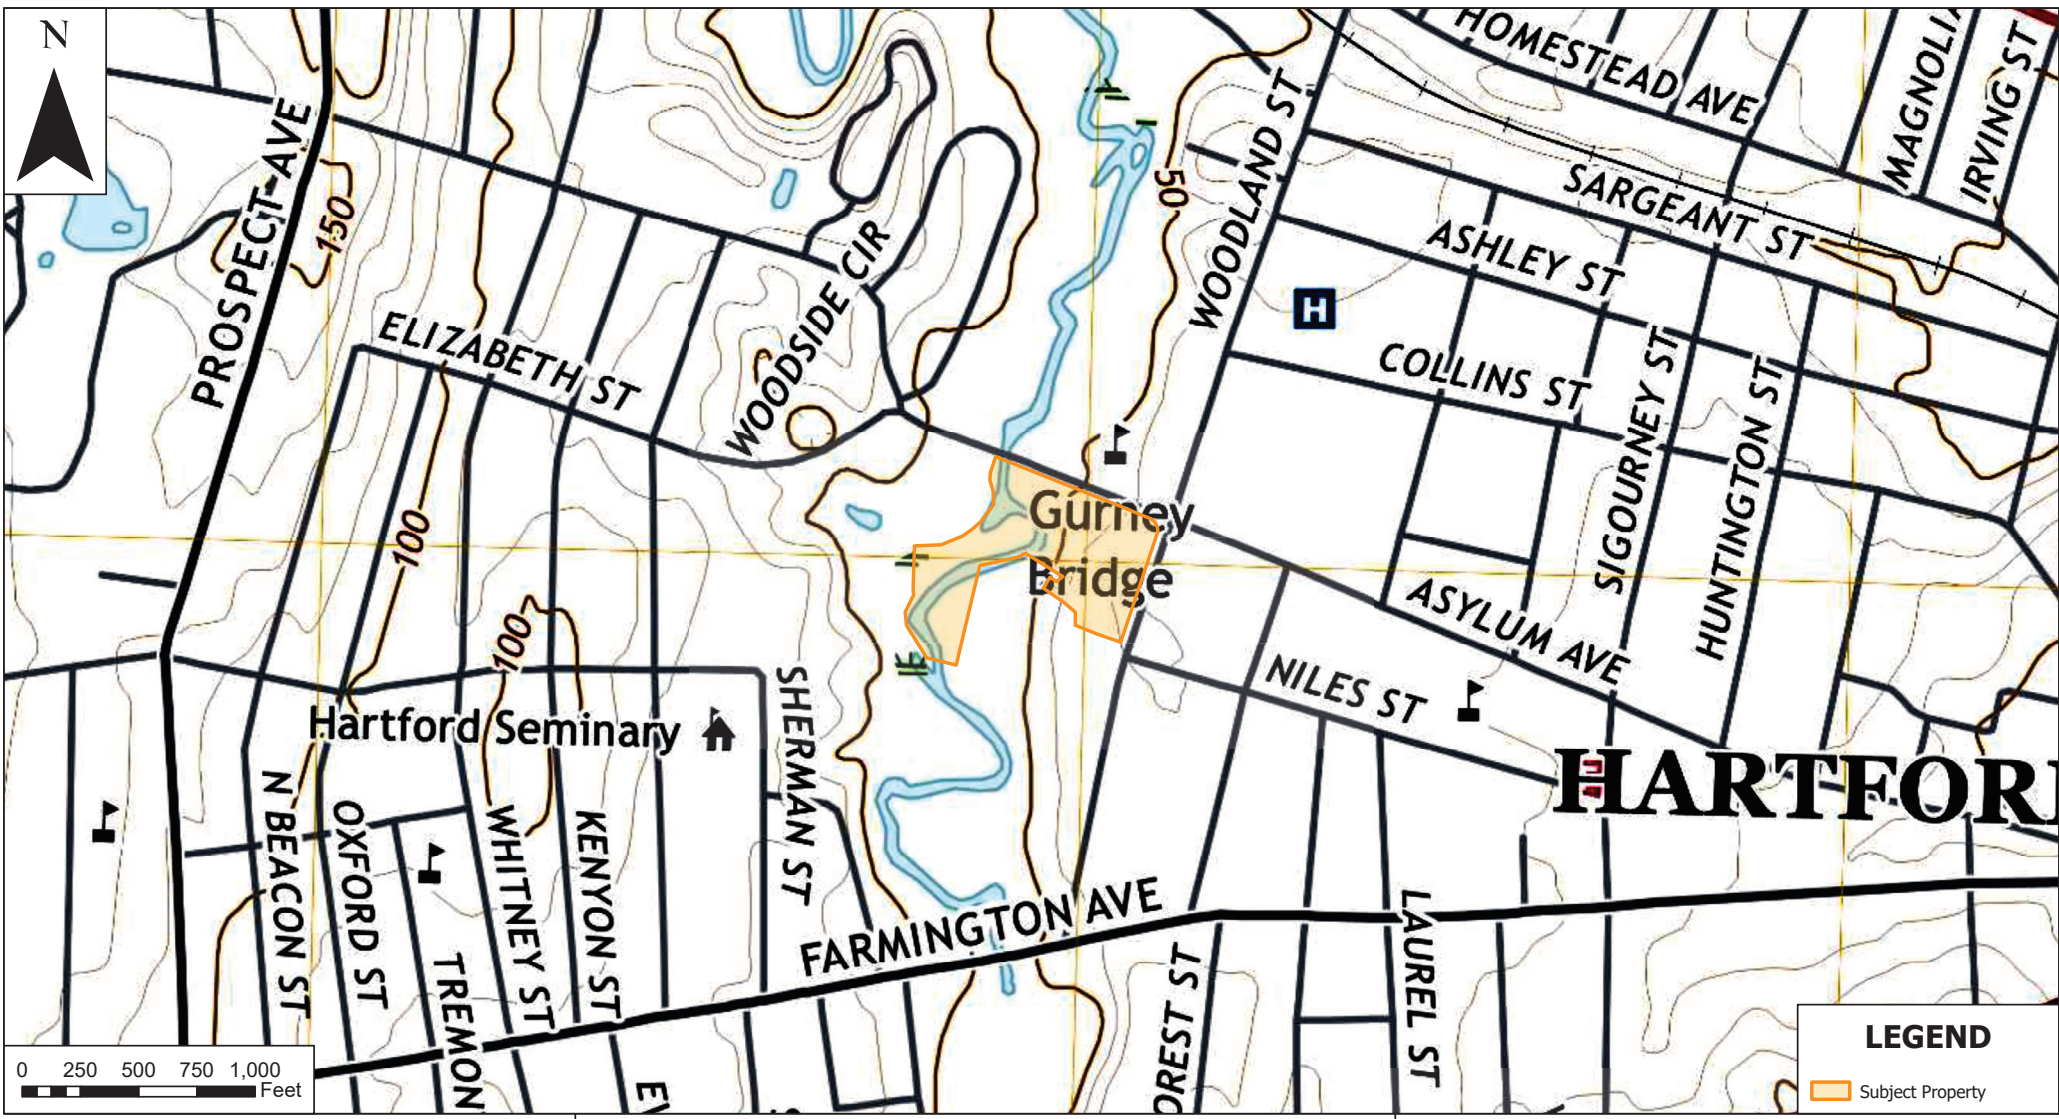 N
HOMESTEAD AVE
MAGNOLIA
IRVING ST
PROSPECT AVE
150
50
WOODLAND ST
SARGEANT ST
ASHLEY ST
WOODSIDE CIR
H
ELIZABETH ST
COLLINS ST
SIGOURNEY ST
HUNTINGTON ST
100
Gurney
Bridge
100
ASYLUM AVE
NILES ST
SHERMAN ST
Hartford Seminary
HARTFOR
N BEACON ST
OXFORD ST
WHITNEY ST
KENYON ST
TREMON
FARMINGTON AVE
LAUREL ST
OREST ST
EV
0 250 500 750 1,000
Feet
LEGEND
Subject Property